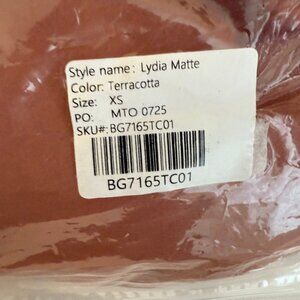 Style name: Lydia Matte
Color: Terracotta
Size: XS
PO: MTO 0725
SKU#:BG7165TC01
BG7165TC01